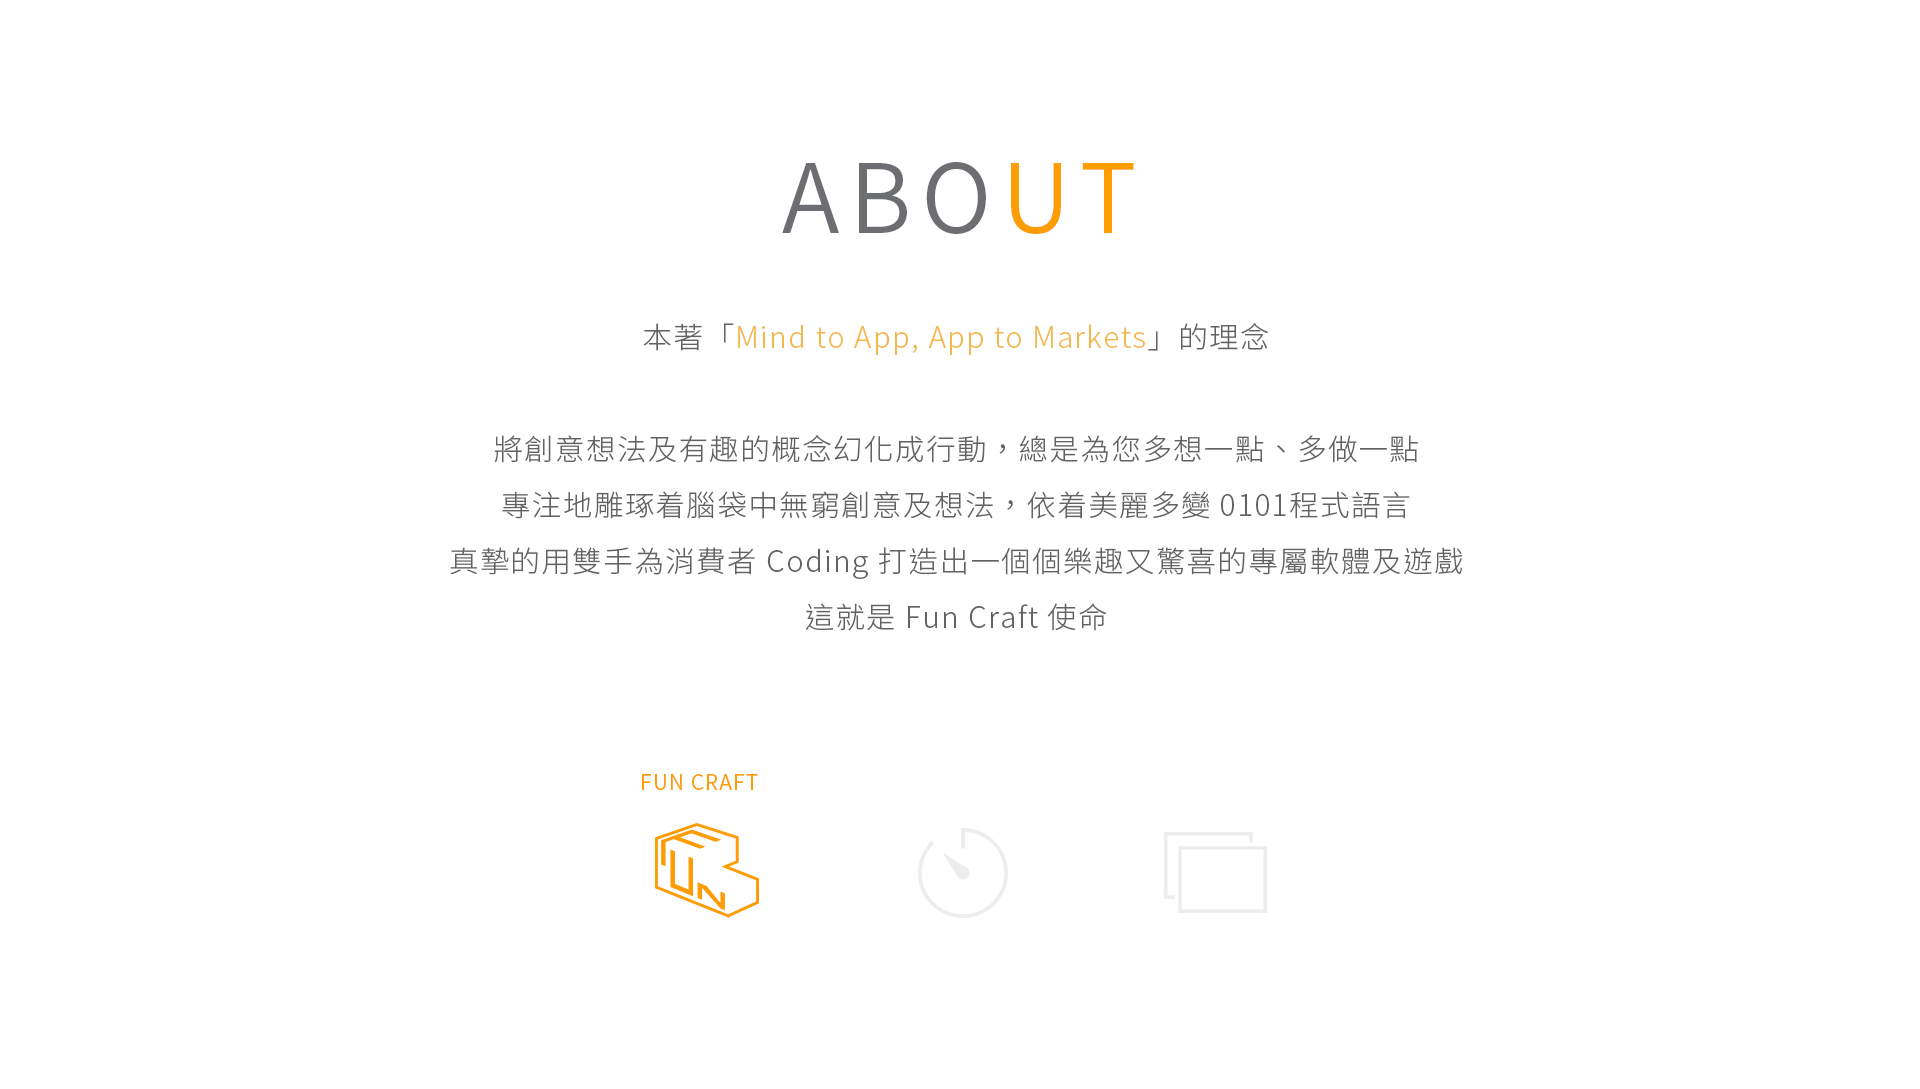 ABOUT
本著「Mind to App, App to Markets」的理念
將創意想法及有趣的概念幻化成行動，總是為您多想一點、多做一點
專注地雕琢着腦袋中無窮創意及想法，依着美麗多變 0101程式語言
真摯的用雙手為消費者 Coding 打造出一個個樂趣又驚喜的專屬軟體及遊戲
這就是 Fun Craft 使命
FUN CRAFT
FUN